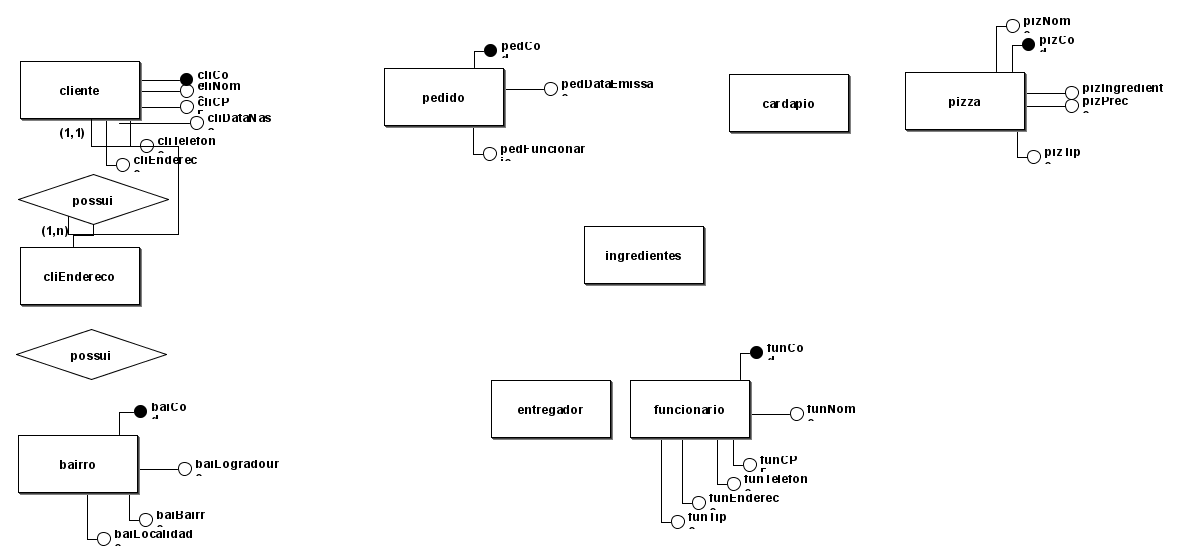 cliente
cliCo
d
cliNom
cliCP
F
cliDataNas
c
cliTelefon
cliEnderec
o
(1,1)
possui
(1,n)
cliEndereco
possui
baiCo
d
bairro
baiLogradour
o
baiBairr
o
baiLocalidad
e
pedCo
d
pedido
pedDataEmissa
o
pedFuncionar
io
cardapio
pizNom
e
pizCo
d
pizza
pizIngredient
pizPrec
o
pizTip
o
ingredientes
entregador
funCo
d
funcionario
funNom
e
funCP
F
funTelefon
funEnderec
o
funTip
o